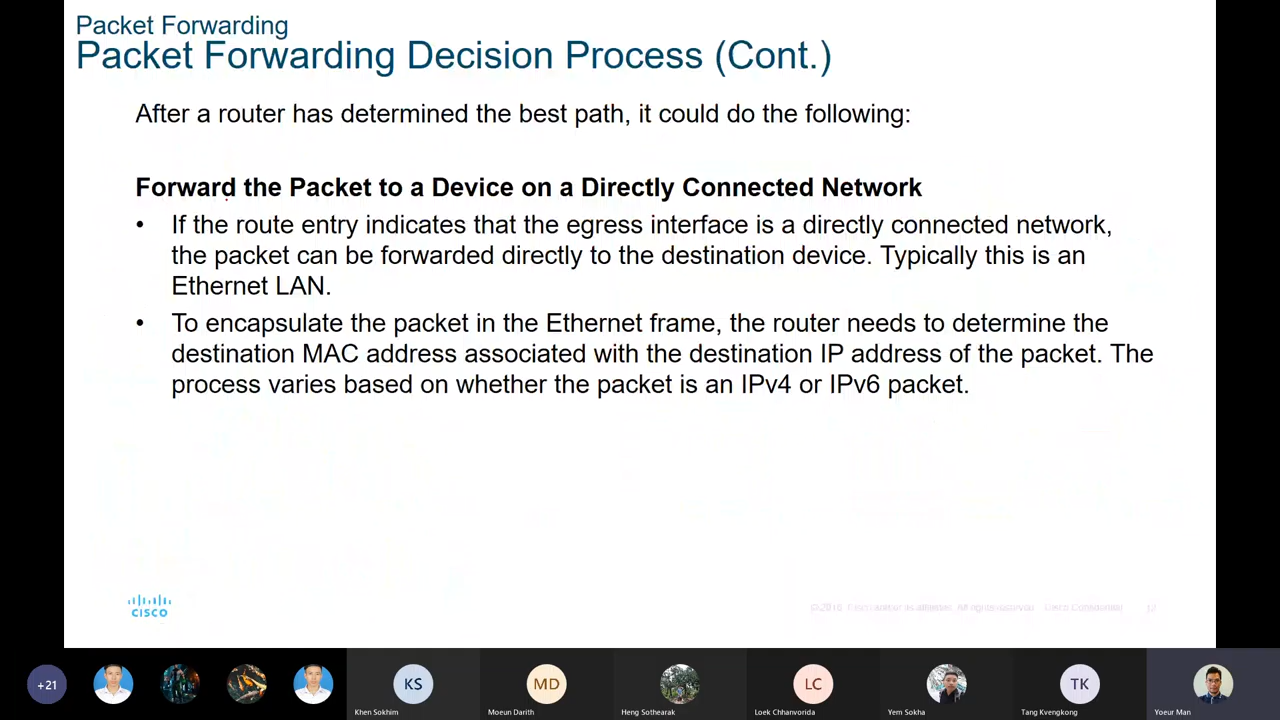 Packet Forwarding
Packet Forwarding Decision Process (Cont.)
After a router has determined the best path, it could do the following:
Forward the Packet to a Device on a Directly Connected Network
• If the route entry indicates that the egress interface is a directly connected network,
the packet can be forwarded directly to the destination device. Typically this is an
Ethernet LAN.
• To encapsulate the packet in the Ethernet frame, the router needs to determine the
destination MAC address associated with the destination IP address of the packet. The
process varies based on whether the packet is an IPv4 or IPv6 packet.
CISCO
© 2016 All rights reserved. Cisco Confidential
+21
KS
MD
LC
TK
Khen Sokhim
Moeun Darith
Heng Sothearak
Loek Chhanvorida
Yem Sokha
Tang Kvengkong
Yoeur Man